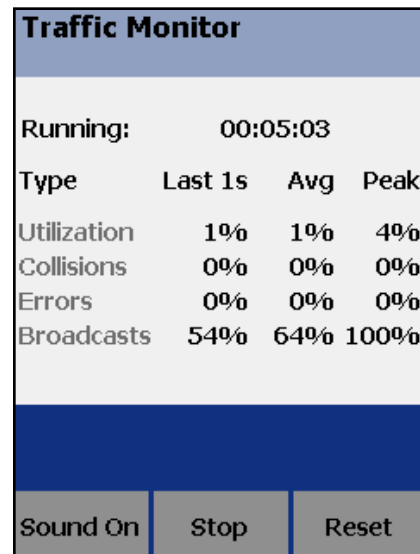 Traffic Monitor
Running: 00:05:03
Type Last 1s Avg Peak
Utilization 1% 1% 4%
Collisions 0% 0% 0%
Errors 0% 0% 0%
Broadcasts 54% 64% 100%
Sound On Stop Reset